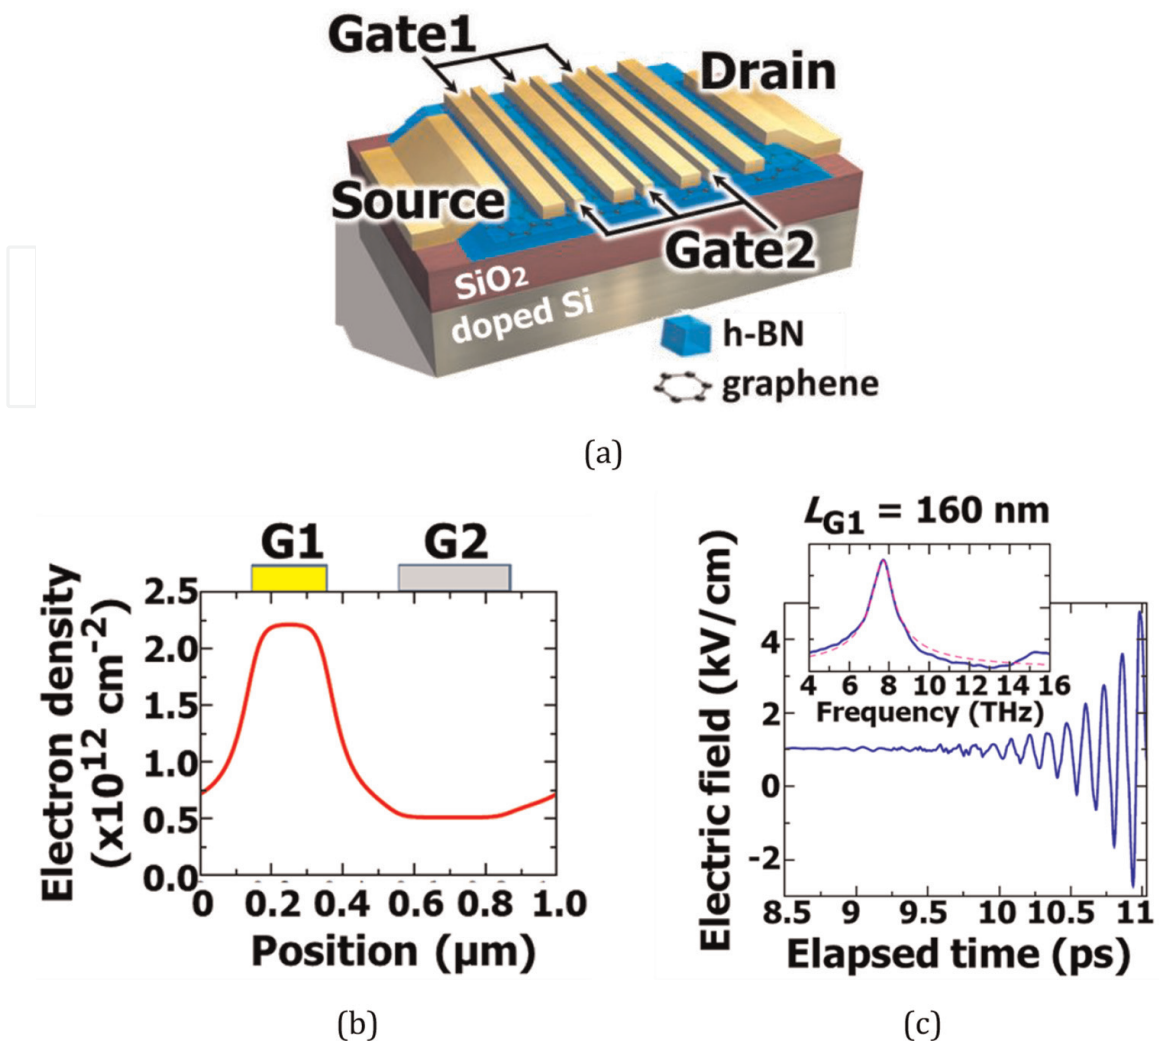 Gate1
Drain
Source
Gate2
SiO2
doped Si
h-BN
graphene
(a)
G1 G2
Electron density
(x10^12 cm^-2)
2.5
2.0
1.5
1.0
0.5
0.0
0 0.2 0.4 0.6 0.8 1.0
Position (μm)
(b)
LG1 = 160 nm
4 6 8 10 12 14 16
Frequency (THz)
Electric field (kV/cm)
4
2
0
-2
8.5 9 9.5 10 10.5 11
Elapsed time (ps)
(c)